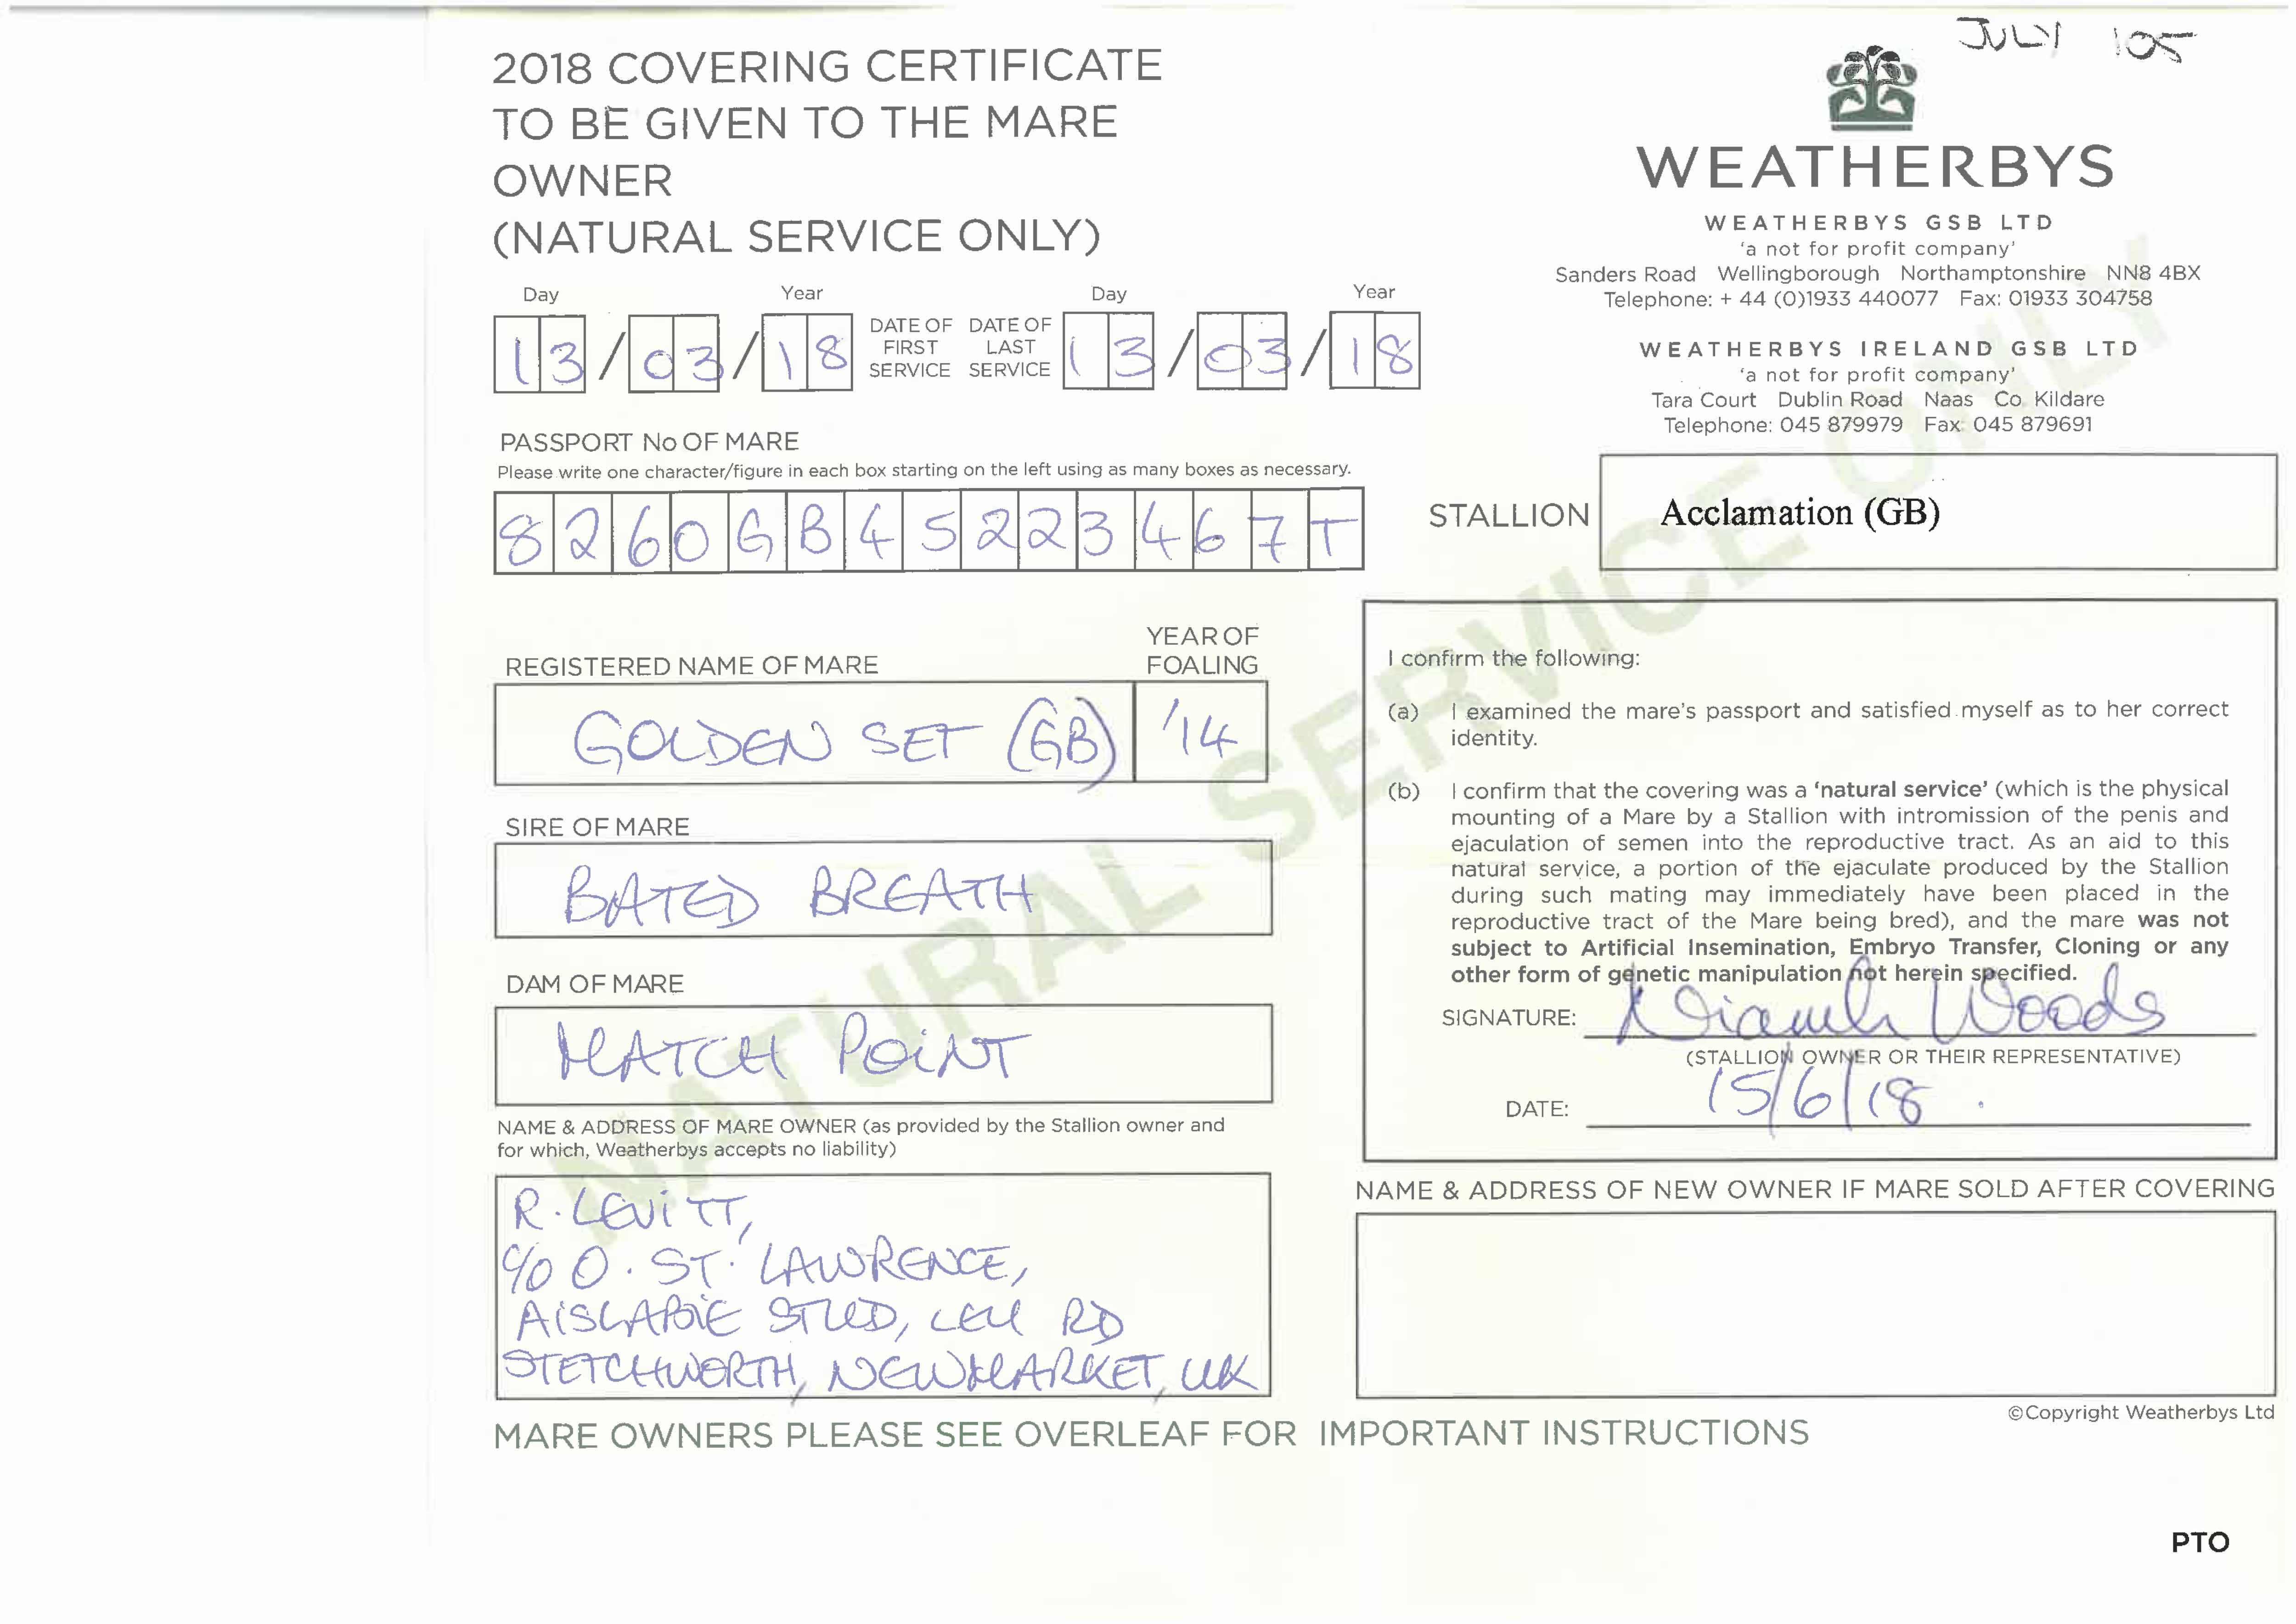 JULY 105
2018 COVERING CERTIFICATE
TO BE GIVEN TO THE MARE
OWNER
(NATURAL SERVICE ONLY)
WEATHERBYS
WEATHERBYS GSB LTD
'a not for profit company'
Sanders Road Wellingborough Northamptonshire NN8 4BX
Telephone: + 44 (0)1933 440077 Fax: 01933 304758
WEATHERBYS IRELAND GSB LTD
'a not for profit company'
Tara Court Dublin Road Naas Co. Kildare
Telephone: 045 879979 Fax: 045 879691
Day Year Day Year
13/03/18 DATE OF FIRST SERVICE DATE OF LAST SERVICE 13/03/18
PASSPORT No OF MARE
Please write one character/figure in each box starting on the left using as many boxes as necessary.
8260GB45223467T
STALLION Acclamation (GB)
REGISTERED NAME OF MARE YEAR OF FOALING
GOLDEN SET (GB) '14
SIRE OF MARE
BATED BREATH
DAM OF MARE
MATCH POINT
NAME & ADDRESS OF MARE OWNER (as provided by the Stallion owner and
for which, Weatherbys accepts no liability)
R. LEVITT,
c/o O. ST. LAWRENCE,
AISLABIE STUD, LEY RD
STETCHWORTH, NEWMARKET, UK
I confirm the following:
(a) I examined the mare's passport and satisfied myself as to her correct
identity.
(b) I confirm that the covering was a 'natural service' (which is the physical
mounting of a Mare by a Stallion with intromission of the penis and
ejaculation of semen into the reproductive tract. As an aid to this
natural service, a portion of the ejaculate produced by the Stallion
during such mating may immediately have been placed in the
reproductive tract of the Mare being bred), and the mare was not
subject to Artificial Insemination, Embryo Transfer, Cloning or any
other form of genetic manipulation not herein specified.
SIGNATURE: Niamh Woods
(STALLION OWNER OR THEIR REPRESENTATIVE)
DATE: 15/6/18.
NAME & ADDRESS OF NEW OWNER IF MARE SOLD AFTER COVERING
©Copyright Weatherbys Ltd
MARE OWNERS PLEASE SEE OVERLEAF FOR IMPORTANT INSTRUCTIONS
PTO
NATURAL SERVICE ONLY